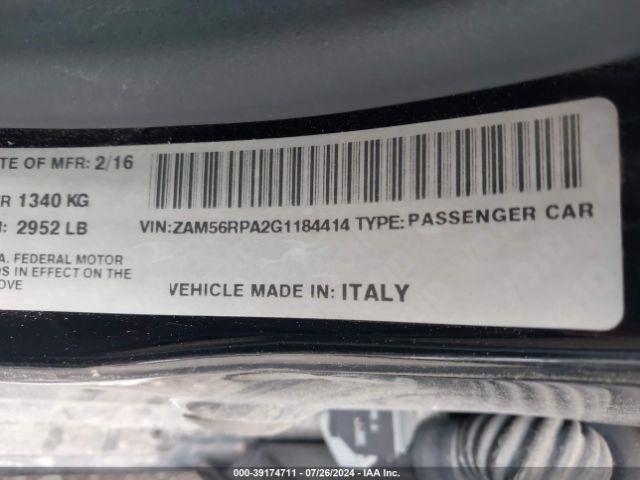 TE OF MFR: 2/16
R 1340 KG
: 2952 LB
VIN:ZAM56RPA2G1184414 TYPE: PASSENGER CAR
A. FEDERAL MOTOR
S IN EFFECT ON THE
OVE
VEHICLE MADE IN: ITALY
000-39174711 - 07/26/2024 - IAA Inc.